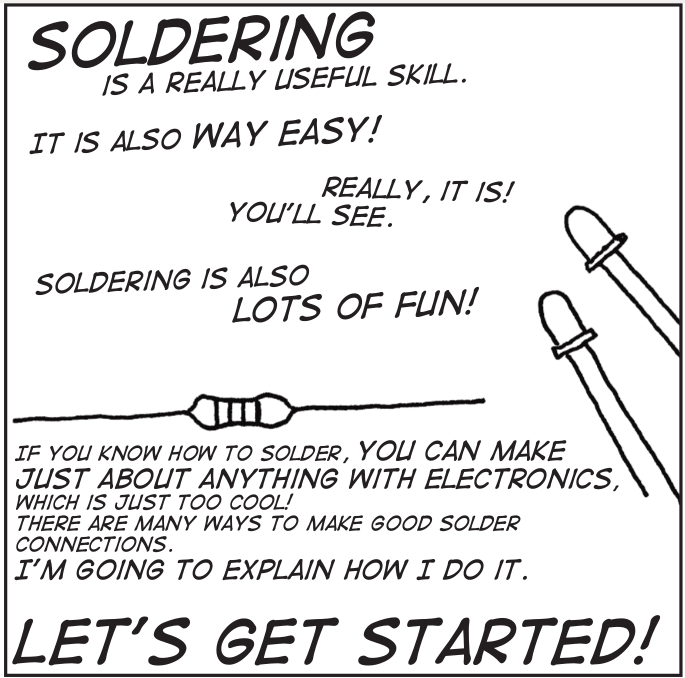 SOLDERING
IS A REALLY USEFUL SKILL.
IT IS ALSO WAY EASY!
REALLY, IT IS!
YOU'LL SEE.
SOLDERING IS ALSO
LOTS OF FUN!
IF YOU KNOW HOW TO SOLDER, YOU CAN MAKE
JUST ABOUT ANYTHING WITH ELECTRONICS,
WHICH IS JUST TOO COOL!
THERE ARE MANY WAYS TO MAKE GOOD SOLDER
CONNECTIONS.
I'M GOING TO EXPLAIN HOW I DO IT.
LET'S GET STARTED!